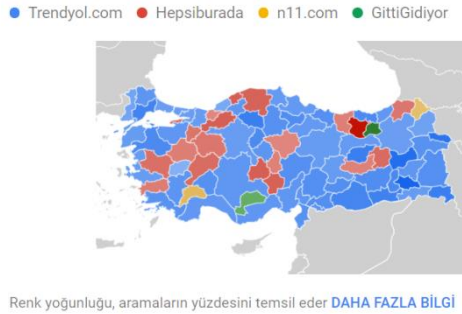 Trendyol.com Hepsiburada n11.com GittiGidiyor
Renk yoğunluğu, aramaların yüzdesini temsil eder DAHA FAZLA BİLGİ